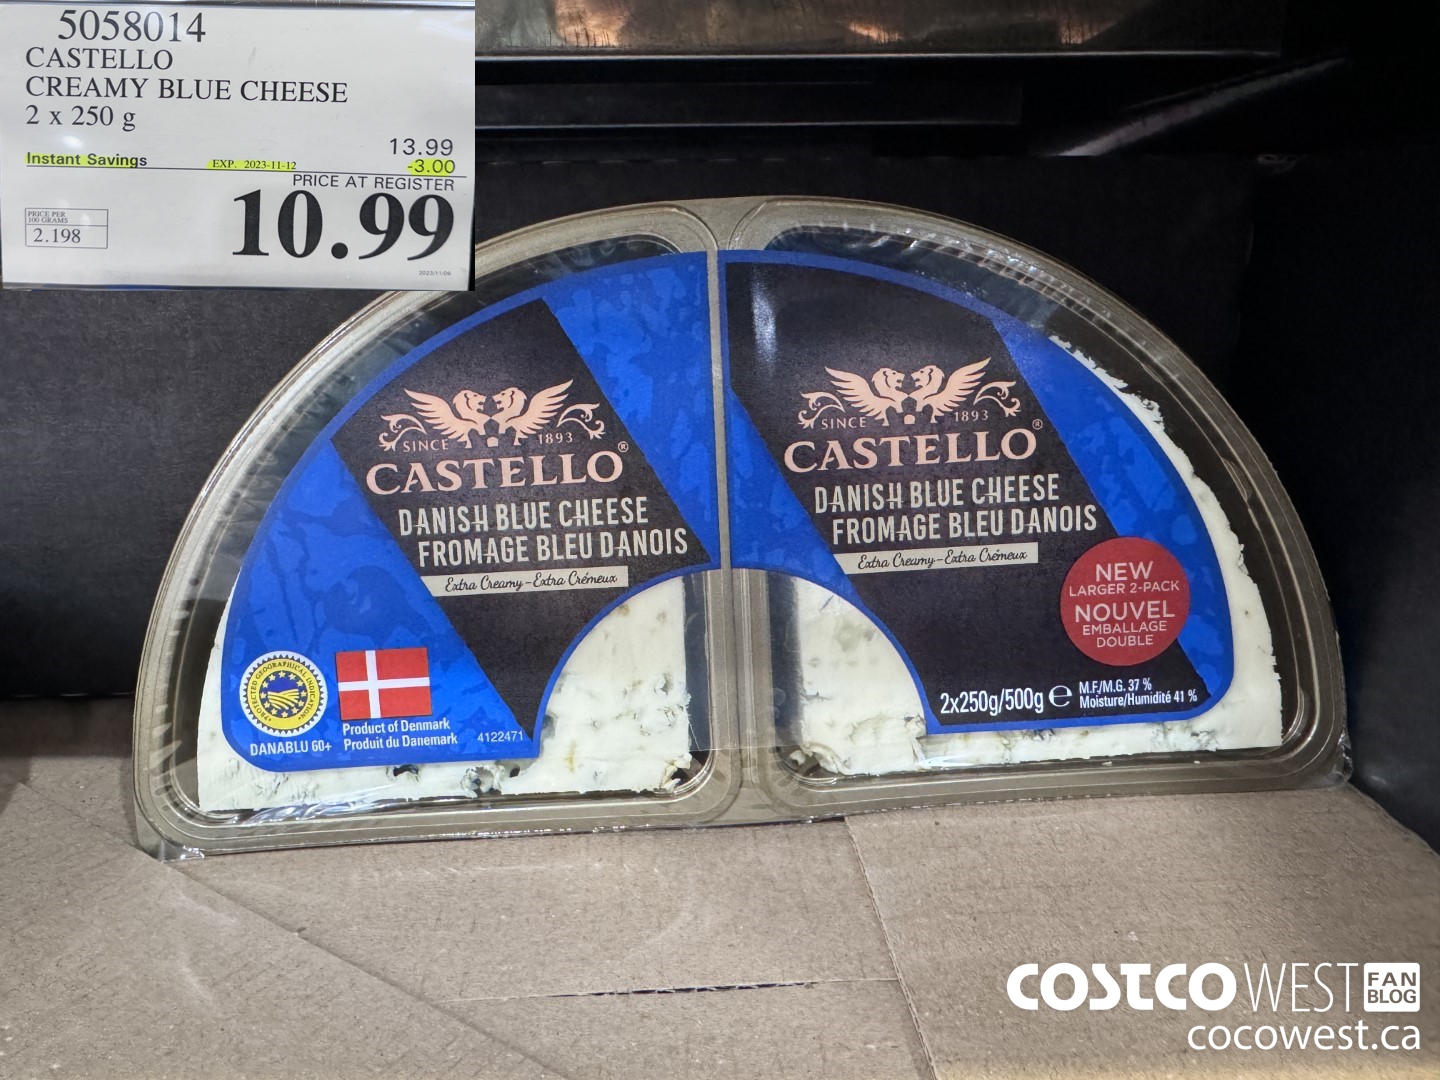 5058014
CASTELLO
CREAMY BLUE CHEESE
2 x 250 g
13.99
Instant Savings EXP. 2023-11-12 -3.00
PRICE AT REGISTER
10.99
PRICE PER
100 GRAMS
2.198
2023/11/06
SINCE 1893
CASTELLO®
DANISH BLUE CHEESE
FROMAGE BLEU DANOIS
Extra Creamy - Extra Crémeux
PROTECTED GEOGRAPHICAL INDICATION
DANABLU 60+
Product of Denmark
Produit du Danemark
4122471
SINCE 1893
CASTELLO®
DANISH BLUE CHEESE
FROMAGE BLEU DANOIS
Extra Creamy - Extra Crémeux
NEW
LARGER 2-PACK
NOUVEL
EMBALLAGE
DOUBLE
2x250g/500g ℮
M.F./M.G. 37 %
Moisture/Humidité 41 %
COSTCO WEST FAN BLOG
cocowest.ca